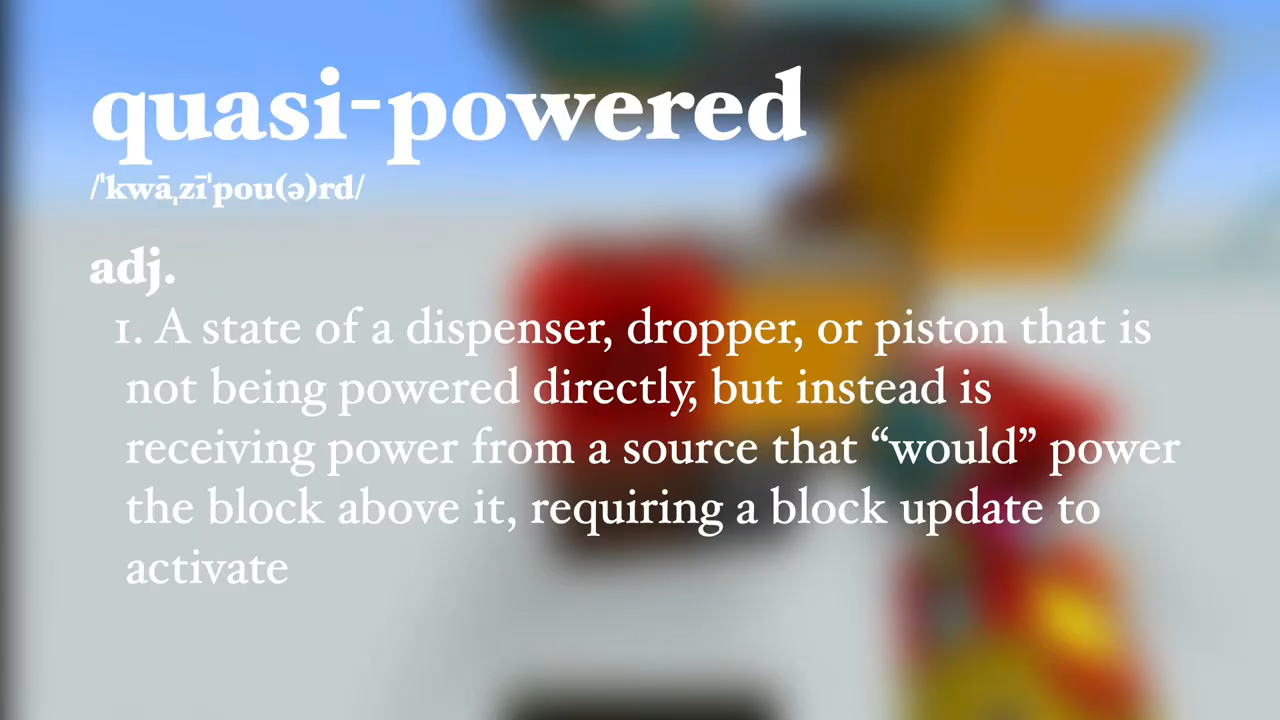 quasi-powered
/ˈkwāˌzīˈpou(ə)rd/
adj.
1. A state of a dispenser, dropper, or piston that is
not being powered directly, but instead is
receiving power from a source that “would” power
the block above it, requiring a block update to
activate